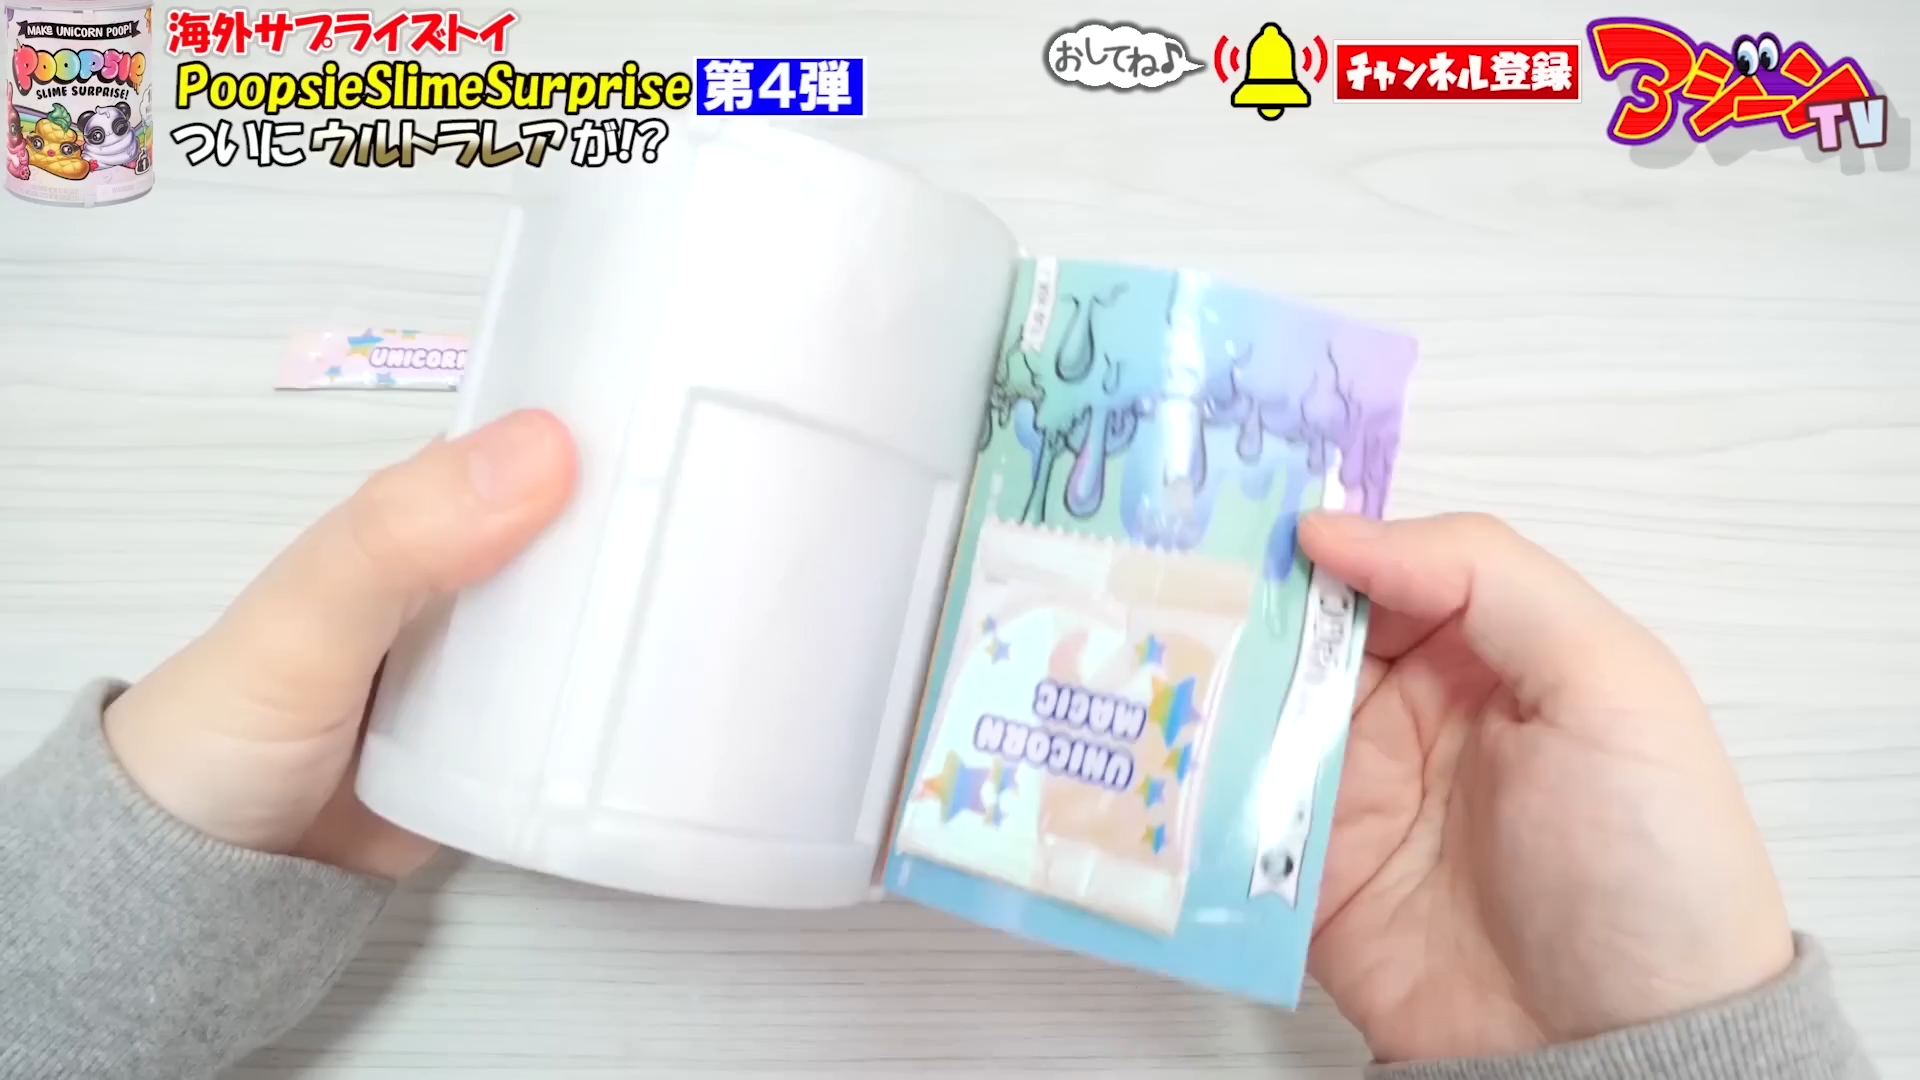 MAKE UNICORN POOP!
POOPSIE
SLIME SURPRISE!
海外サプライズトイ
PoopsieSlimeSurprise 第4弾
ついにウルトラレアが!?
おしてね♪
チャンネル登録
3ジーンTV
UNICORN
UNICORN
MAGIC